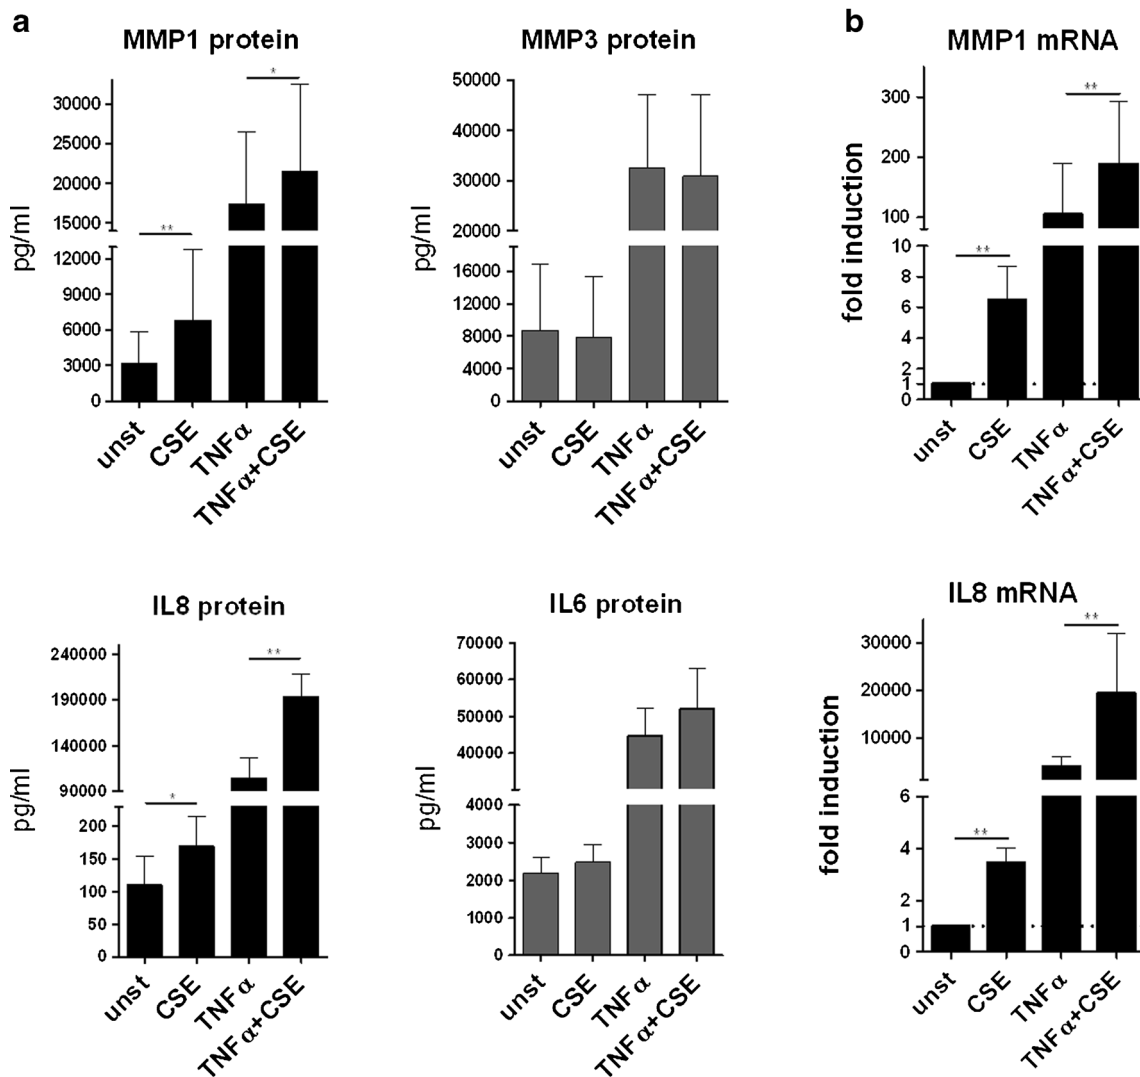 a
MMP1 protein
pg/ml
30000
25000
20000
15000
12000
9000
6000
3000
0
**
*
unst
CSE
TNFα
TNFα+CSE
MMP3 protein
pg/ml
50000
40000
30000
20000
16000
12000
8000
4000
0
unst
CSE
TNFα
TNFα+CSE
b
MMP1 mRNA
fold induction
300
200
100
10
8
6
4
2
1
0
**
**
unst
CSE
TNFα
TNFα+CSE
IL8 protein
pg/ml
240000
190000
140000
90000
200
150
100
50
0
*
**
unst
CSE
TNFα
TNFα+CSE
IL6 protein
pg/ml
70000
60000
50000
40000
4000
3000
2000
1000
0
unst
CSE
TNFα
TNFα+CSE
IL8 mRNA
fold induction
30000
20000
10000
6
4
2
1
0
**
**
unst
CSE
TNFα
TNFα+CSE